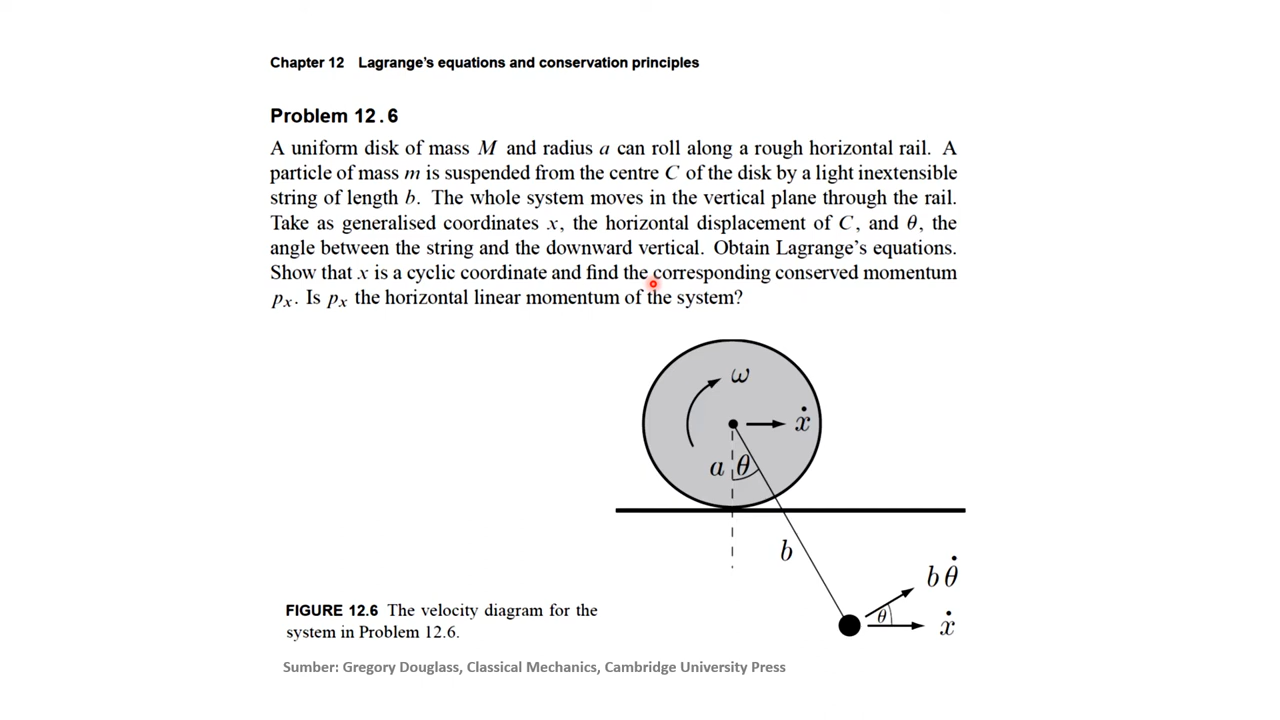 Chapter 12 Lagrange's equations and conservation principles
Problem 12.6
A uniform disk of mass M and radius a can roll along a rough horizontal rail. A
particle of mass m is suspended from the centre C of the disk by a light inextensible
string of length b. The whole system moves in the vertical plane through the rail.
Take as generalised coordinates x, the horizontal displacement of C, and θ, the
angle between the string and the downward vertical. Obtain Lagrange's equations.
Show that x is a cyclic coordinate and find the corresponding conserved momentum
pₓ. Is pₓ the horizontal linear momentum of the system?
ω
ẋ
a θ
b
b θ̇
θ
ẋ
FIGURE 12.6 The velocity diagram for the
system in Problem 12.6.
Sumber: Gregory Douglass, Classical Mechanics, Cambridge University Press